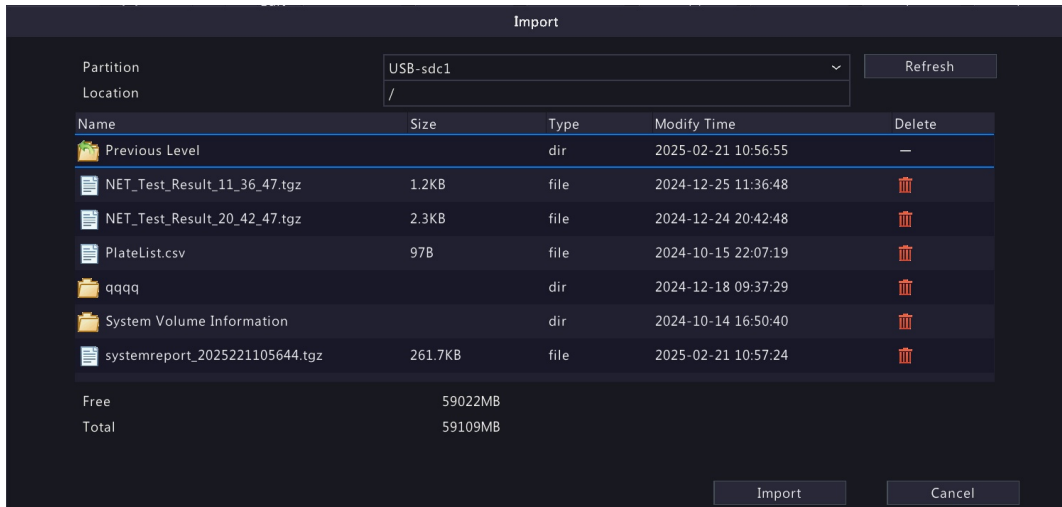 Import
Partition USB-sdc1 Refresh
Location /
Name Size Type Modify Time Delete
Previous Level dir 2025-02-21 10:56:55 —
NET_Test_Result_11_36_47.tgz 1.2KB file 2024-12-25 11:36:48
NET_Test_Result_20_42_47.tgz 2.3KB file 2024-12-24 20:42:48
PlateList.csv 97B file 2024-10-15 22:07:19
qqqq dir 2024-12-18 09:37:29
System Volume Information dir 2024-10-14 16:50:40
systemreport_2025221105644.tgz 261.7KB file 2025-02-21 10:57:24
Free 59022MB
Total 59109MB
Import Cancel